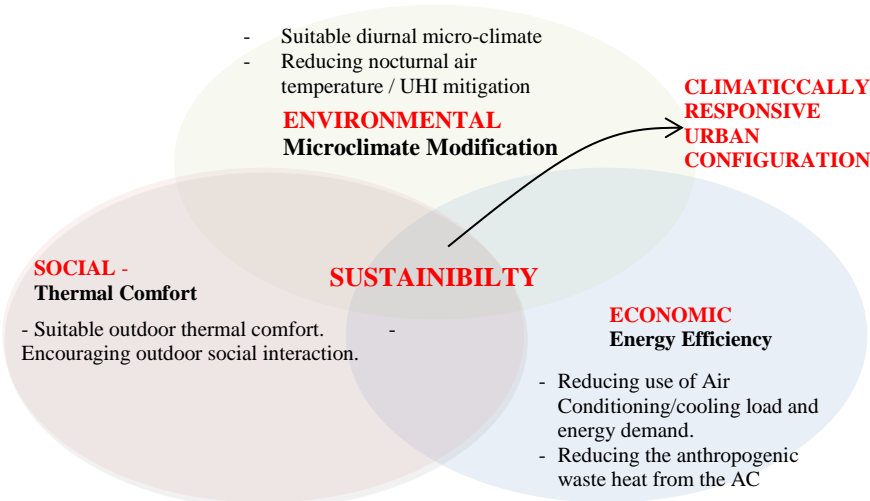 - Suitable diurnal micro-climate
- Reducing nocturnal air
temperature / UHI mitigation
ENVIRONMENTAL
Microclimate Modification
CLIMATICCALLY
RESPONSIVE
URBAN
CONFIGURATION
SOCIAL -
Thermal Comfort
- Suitable outdoor thermal comfort.
Encouraging outdoor social interaction.
SUSTAINIBILTY
-
ECONOMIC
Energy Efficiency
- Reducing use of Air
Conditioning/cooling load and
energy demand.
- Reducing the anthropogenic
waste heat from the AC